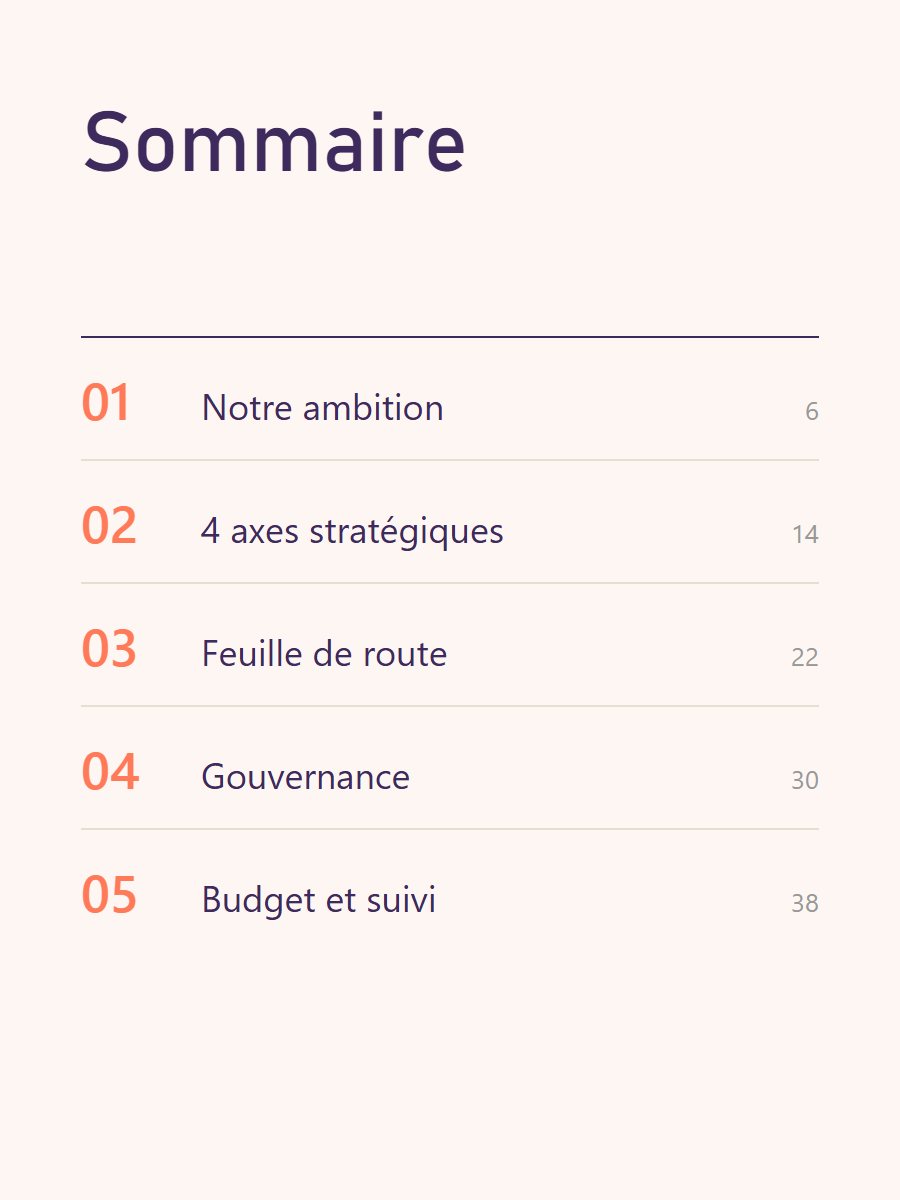 Sommaire
01 Notre ambition 6
02 4 axes stratégiques 14
03 Feuille de route 22
04 Gouvernance 30
05 Budget et suivi 38